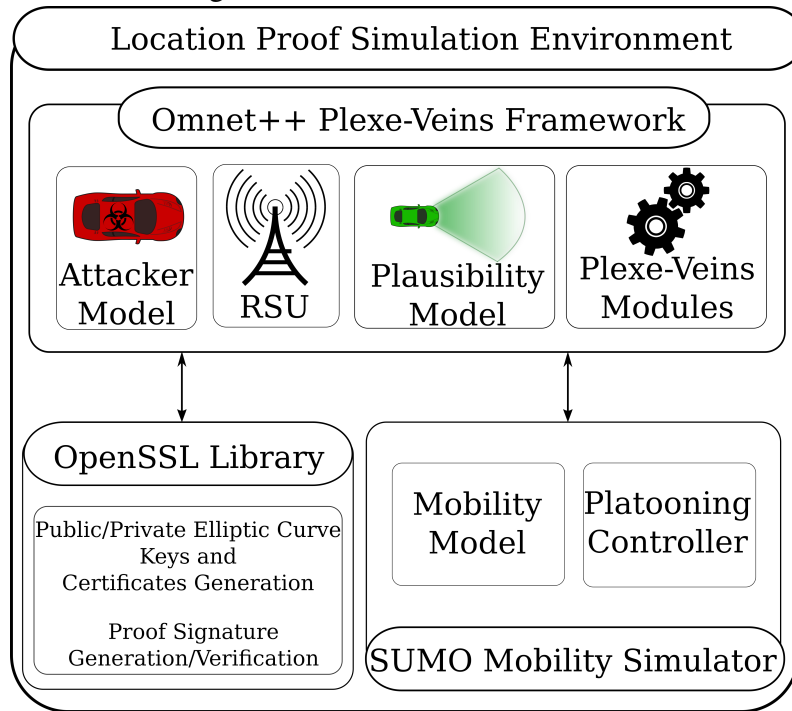 Location Proof Simulation Environment
Omnet++ Plexe-Veins Framework
Attacker
Model
RSU
Plausibility
Model
Plexe-Veins
Modules
OpenSSL Library
Public/Private Elliptic Curve
Keys and
Certificates Generation
Proof Signature
Generation/Verification
Mobility
Model
Platooning
Controller
SUMO Mobility Simulator